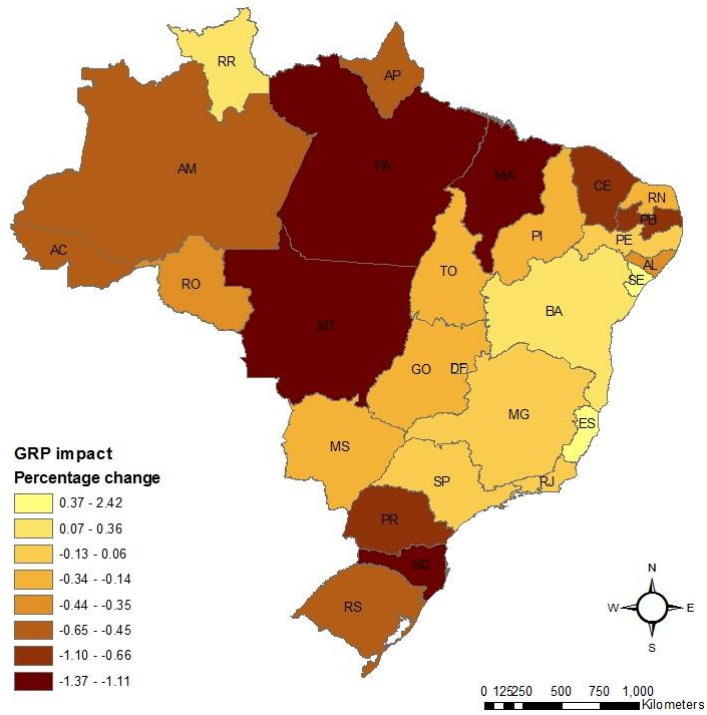 RR
AP
AM
PA
MA
CE
RN
PB
PI
PE
AC
AL
TO
RO
SE
BA
MT
GO
DF
MG
ES
MS
SP
RJ
PR
SC
RS
GRP impact
Percentage change
0.37 - 2.42
0.07 - 0.36
-0.13 - 0.06
-0.34 - -0.14
-0.44 - -0.35
-0.65 - -0.45
-1.10 - -0.66
-1.37 - -1.11
N
W E
S
0 125250 500 750 1,000
Kilometers